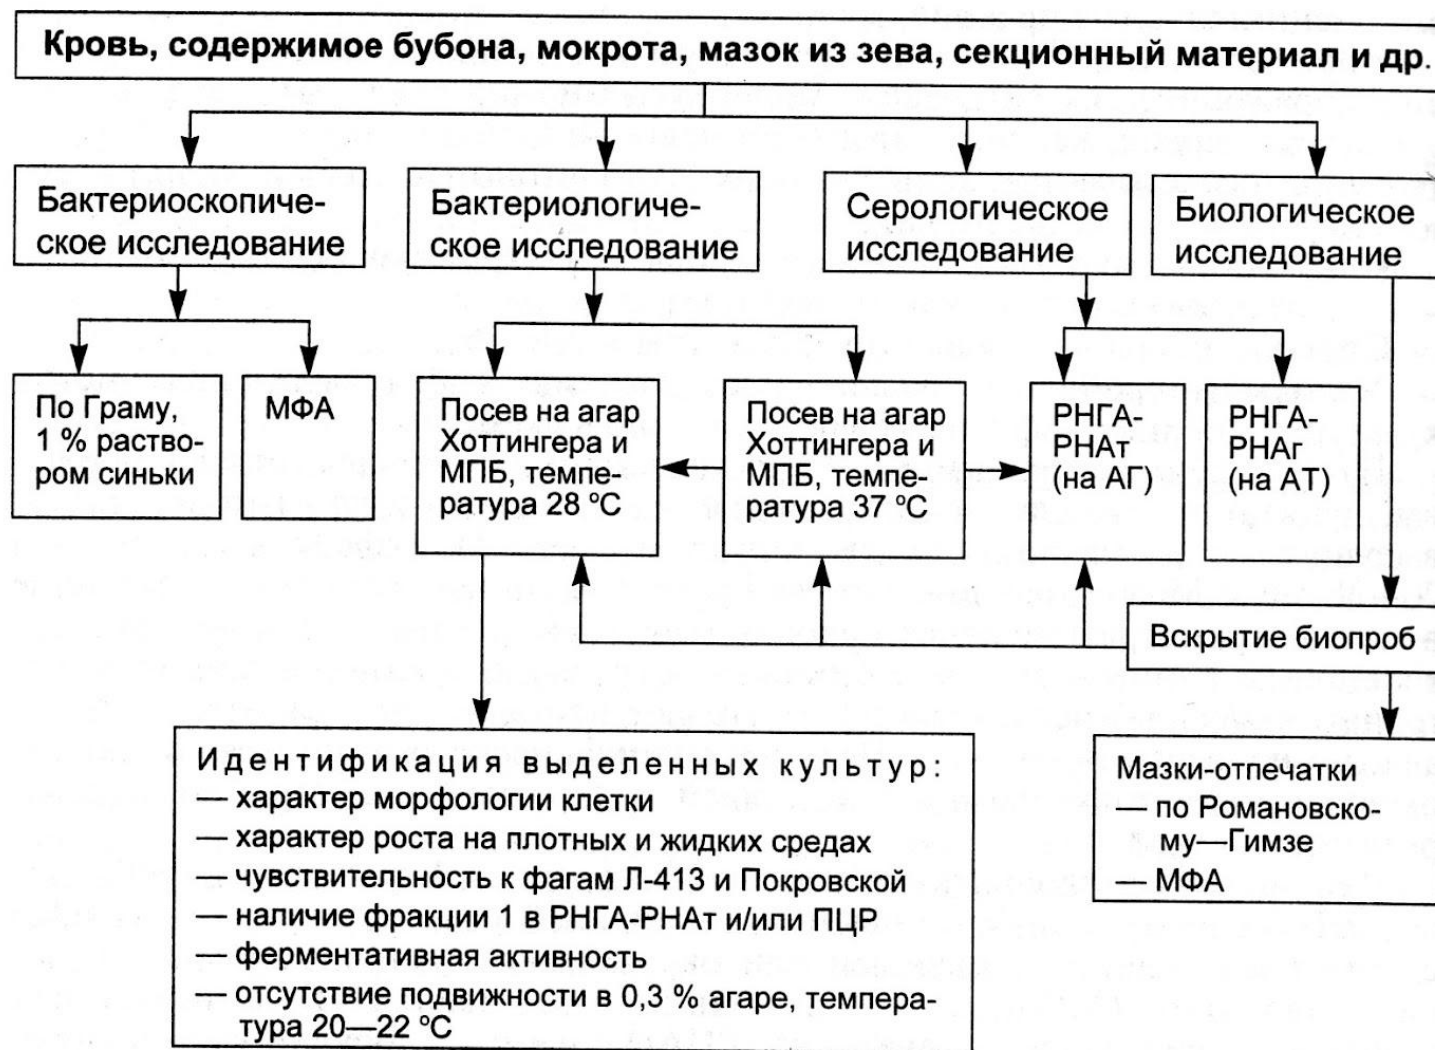 Кровь, содержимое бубона, мокрота, мазок из зева, секционный материал и др.
Бактериоскопиче-
ское исследование
Бактериологиче-
ское исследование
Серологическое
исследование
Биологическое
исследование
По Граму,
1 % раство-
ром синьки
МФА
Посев на агар
Хоттингера и
МПБ, темпе-
ратура 28 °С
Посев на агар
Хоттингера и
МПБ, темпе-
ратура 37 °С
РНГА-
РНАт
(на АГ)
РНГА-
РНАг
(на АТ)
Вскрытие биопроб
Идентификация выделенных культур:
— характер морфологии клетки
— характер роста на плотных и жидких средах
— чувствительность к фагам Л-413 и Покровской
— наличие фракции 1 в РНГА-РНАт и/или ПЦР
— ферментативная активность
— отсутствие подвижности в 0,3 % агаре, темпера-
тура 20—22 °С
Мазки-отпечатки
— по Романовско-
му—Гимзе
— МФА